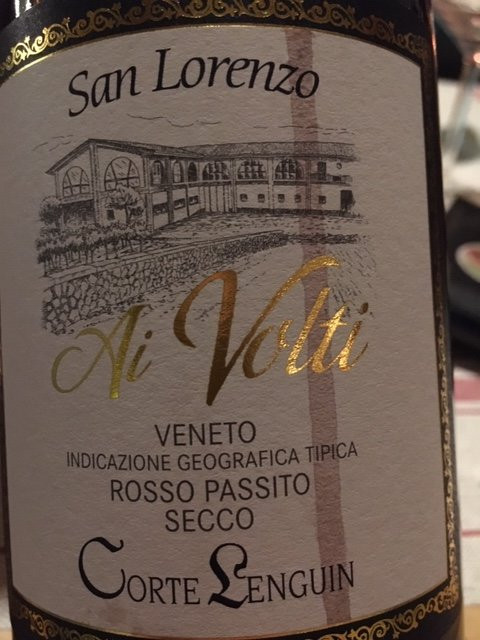 San Lorenzo
Ai Volti
VENETO
INDICAZIONE GEOGRAFICA TIPICA
ROSSO PASSITO
SECCO
CORTE LENGUIN